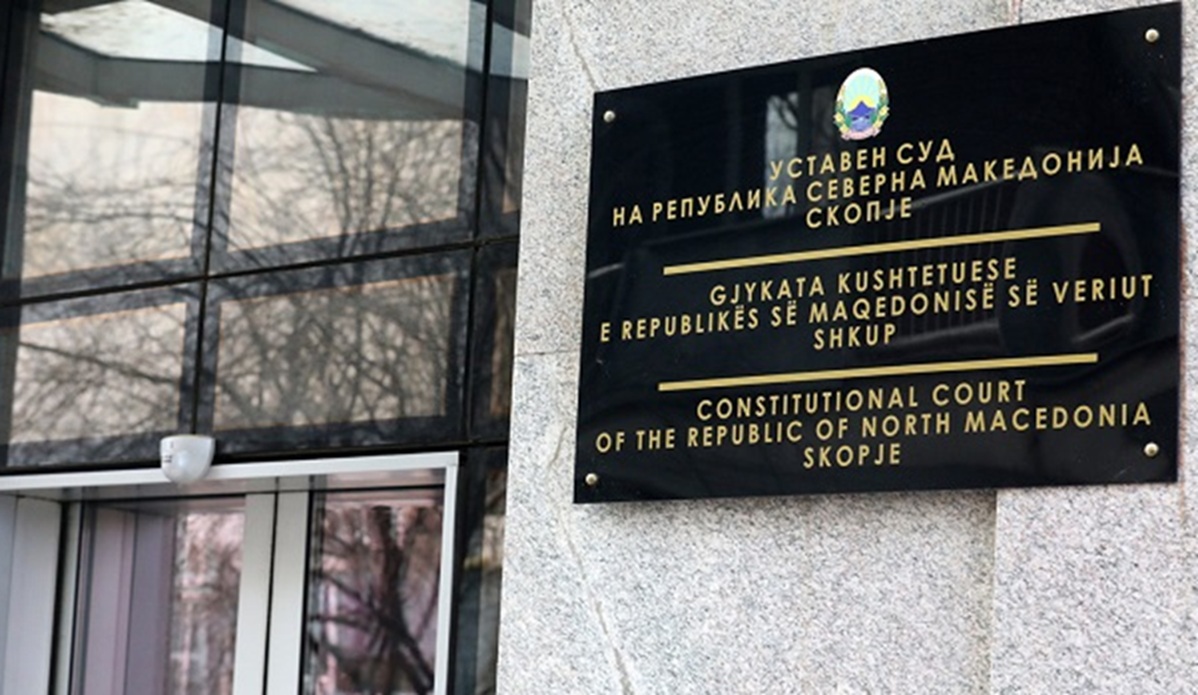 УСТАВЕН СУД
НА РЕПУБЛИКА СЕВЕРНА МАКЕДОНИЈА
СКОПЈЕ
GJYKATA KUSHTETUESE
E REPUBLIKËS SË MAQEDONISË SË VERIUT
SHKUP
CONSTITUTIONAL COURT
OF THE REPUBLIC OF NORTH MACEDONIA
SKOPJE